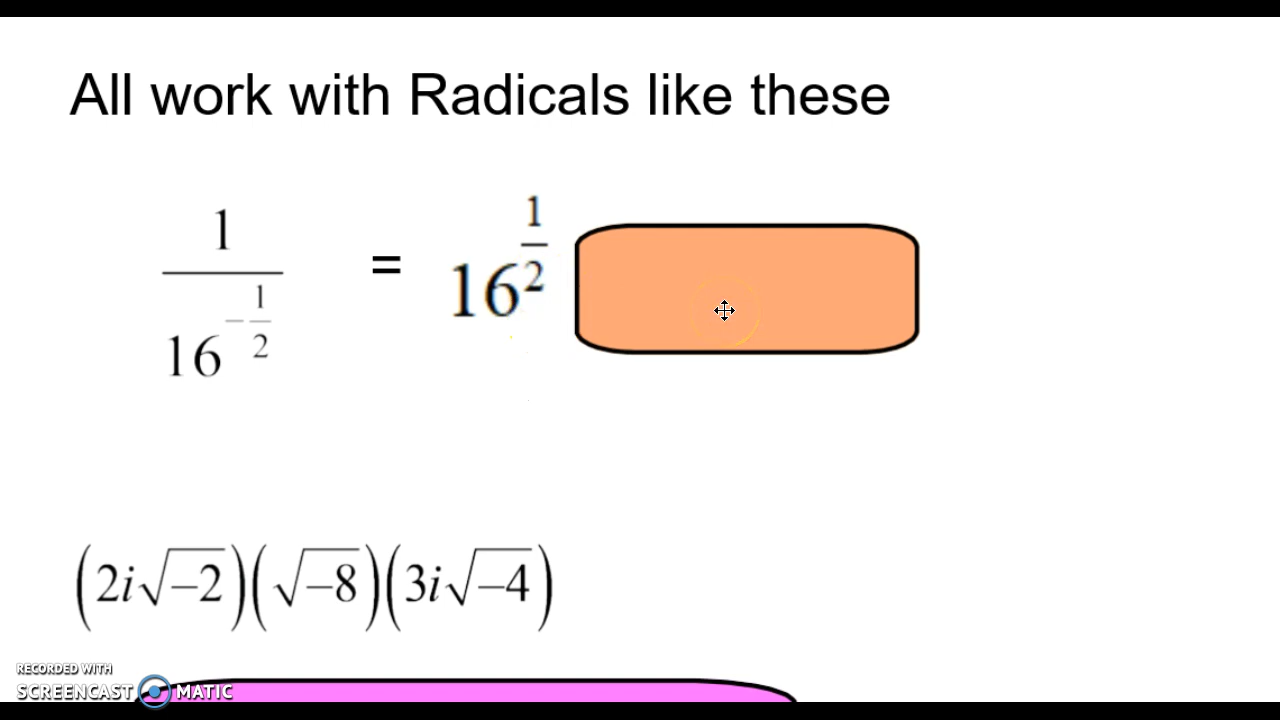 All work with Radicals like these
1/16^(-1/2) = 16^(1/2)
(2i√-2)(√-8)(3i√-4)
RECORDED WITH
SCREENCAST MATIC